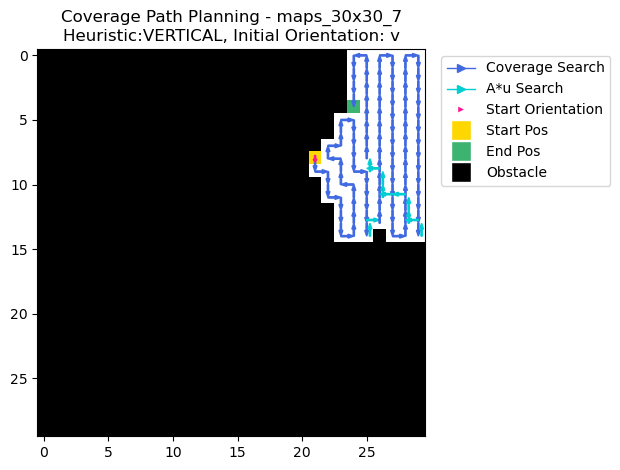 Coverage Path Planning - maps_30x30_7
Heuristic:VERTICAL, Initial Orientation: v
Coverage Search
A*u Search
Start Orientation
Start Pos
End Pos
Obstacle
0
5
10
15
20
25
0
5
10
15
20
25